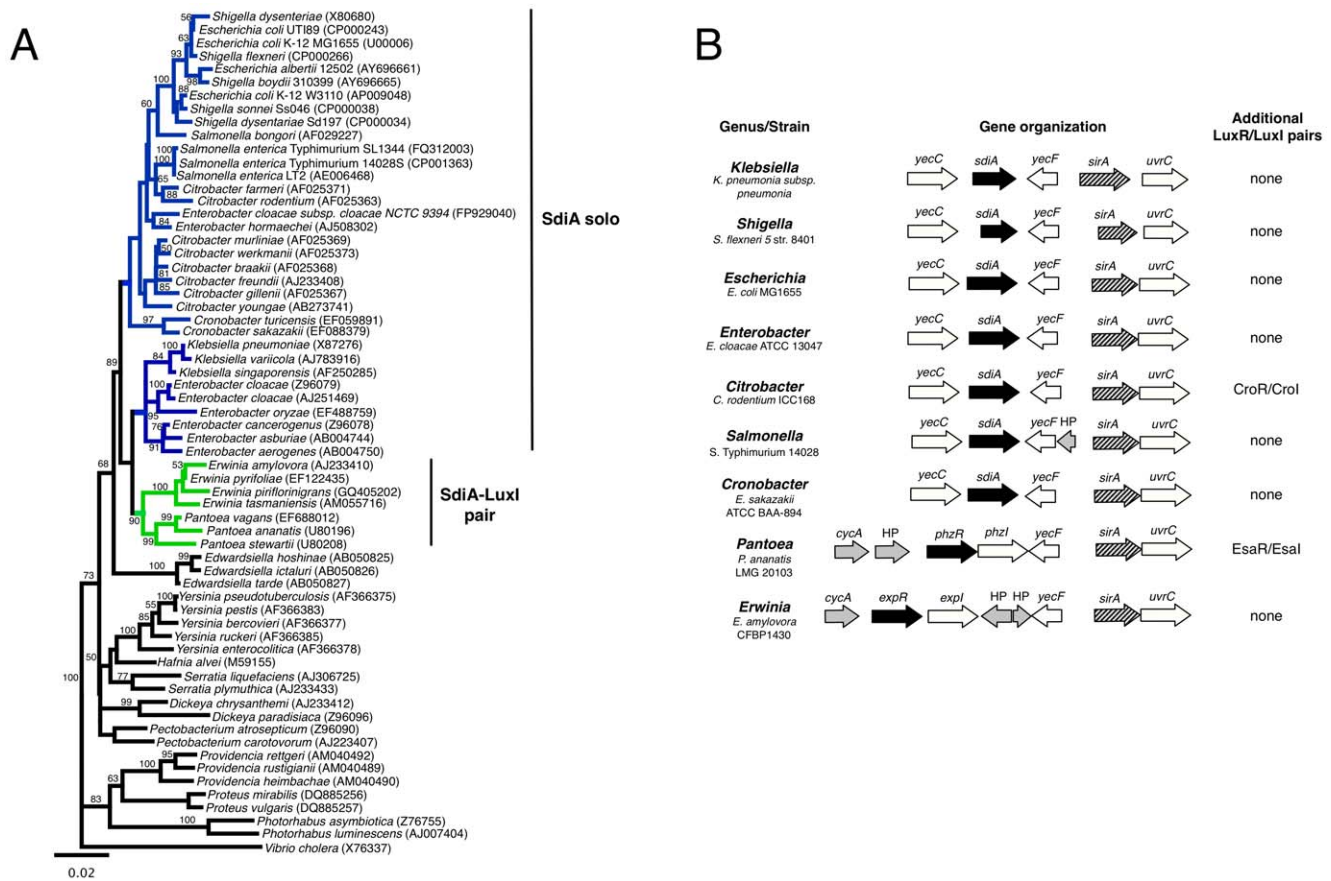 A
56
Shigella dysenteriae (X80680)
Escherichia coli UTI89 (CP000243)
63
Escherichia coli K-12 MG1655 (U00006)
93
Shigella flexneri (CP000266)
Escherichia albertii 12502 (AY696661)
100
98
Shigella boydii 310399 (AY696665)
88
Escherichia coli K-12 W3110 (AP009048)
60
Shigella sonnei Ss046 (CP000038)
Shigella dysentariae Sd197 (CP000034)
Salmonella bongori (AF029227)
100
Salmonella enterica Typhimurium SL1344 (FQ312003)
100
Salmonella enterica Typhimurium 14028S (CP001363)
65
Salmonella enterica LT2 (AE006468)
Citrobacter farmeri (AF025371)
88
Citrobacter rodentium (AF025363)
Enterobacter cloacae subsp. cloacae NCTC 9394 (FP929040)
84
Enterobacter hormaechei (AJ508302)
Citrobacter murliniae (AF025369)
50
Citrobacter werkmanii (AF025373)
Citrobacter braakii (AF025368)
81
Citrobacter freundii (AJ233408)
85
Citrobacter gillenii (AF025367)
Citrobacter youngae (AB273741)
97
Cronobacter turicensis (EF059891)
Cronobacter sakazakii (EF088379)
100
Klebsiella pneumoniae (X87276)
84
Klebsiella variicola (AJ783916)
89
Klebsiella singaporensis (AF250285)
100
Enterobacter cloacae (Z96079)
Enterobacter cloacae (AJ251469)
95
Enterobacter oryzae (EF488759)
76
Enterobacter cancerogenus (Z96078)
Enterobacter asburiae (AB004744)
91
Enterobacter aerogenes (AB004750)
SdiA solo
68
53
Erwinia amylovora (AJ233410)
Erwinia pyrifoliae (EF122435)
100
Erwinia piriflorinigrans (GQ405202)
Erwinia tasmaniensis (AM055716)
90
99
Pantoea vagans (EF688012)
Pantoea ananatis (U80196)
99
Pantoea stewartii (U80208)
SdiA-LuxI
pair
99
Edwardsiella hoshinae (AB050825)
100
Edwardsiella ictaluri (AB050826)
73
Edwardsiella tarde (AB050827)
100
Yersinia pseudotuberculosis (AF366375)
55
Yersinia pestis (AF366383)
85
Yersinia bercovieri (AF366377)
100
Yersinia ruckeri (AF366385)
Yersinia enterocolitica (AF366378)
50
Hafnia alvei (M59155)
100
77
Serratia liquefaciens (AJ306725)
Serratia plymuthica (AJ233433)
99
Dickeya chrysanthemi (AJ233412)
Dickeya paradisiaca (Z96096)
Pectobacterium atrosepticum (Z96090)
Pectobacterium carotovorum (AJ223407)
95
Providencia rettgeri (AM040492)
100
Providencia rustigianii (AM040489)
63
Providencia heimbachae (AM040490)
Proteus mirabilis (DQ885256)
83
Proteus vulgaris (DQ885257)
100
Photorhabus asymbiotica (Z76755)
Photorhabus luminescens (AJ007404)
Vibrio cholera (X76337)
0.02
B
Genus/Strain Gene organization Additional
LuxR/LuxI pairs
yecC sdiA yecF sirA uvrC
Klebsiella
K. pneumonia subsp.
pneumonia
none
yecC sdiA yecF sirA uvrC
Shigella
S. flexneri 5 str. 8401
none
yecC sdiA yecF sirA uvrC
Escherichia
E. coli MG1655
none
yecC sdiA yecF sirA uvrC
Enterobacter
E. cloacae ATCC 13047
none
yecC sdiA yecF sirA uvrC
Citrobacter
C. rodentium ICC168
CroR/CroI
yecC sdiA yecF HP sirA uvrC
Salmonella
S. Typhimurium 14028
none
yecC sdiA yecF sirA uvrC
Cronobacter
E. sakazakii
ATCC BAA-894
none
cycA HP phzR phzI yecF sirA uvrC
Pantoea
P. ananatis
LMG 20103
EsaR/EsaI
cycA expR expI HP HP yecF sirA uvrC
Erwinia
E. amylovora
CFBP1430
none